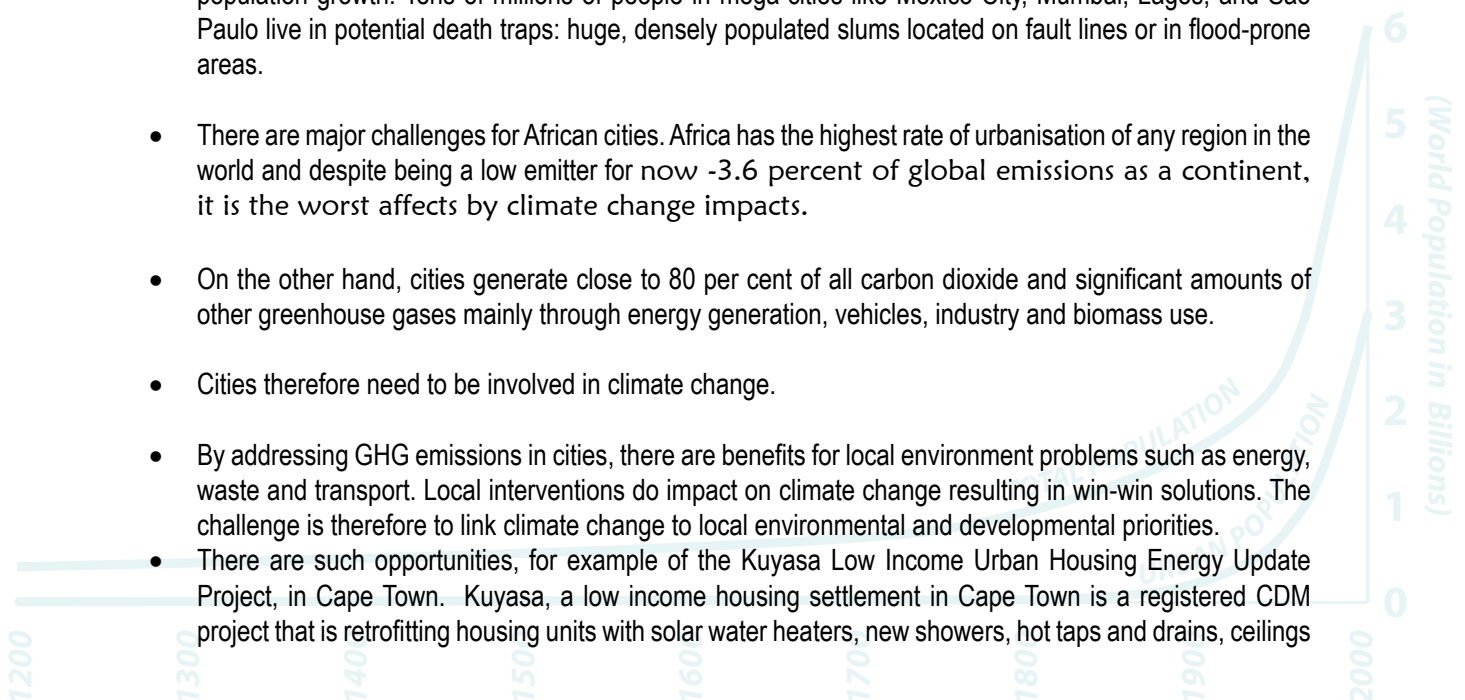 population growth. Tens of millions of people in mega-cities like Mexico City, Mumbai, Lagos, and Sao
Paulo live in potential death traps: huge, densely populated slums located on fault lines or in flood-prone
areas.
• There are major challenges for African cities. Africa has the highest rate of urbanisation of any region in the
world and despite being a low emitter for now -3.6 percent of global emissions as a continent,
it is the worst affects by climate change impacts.
• On the other hand, cities generate close to 80 per cent of all carbon dioxide and significant amounts of
other greenhouse gases mainly through energy generation, vehicles, industry and biomass use.
• Cities therefore need to be involved in climate change.
• By addressing GHG emissions in cities, there are benefits for local environment problems such as energy,
waste and transport. Local interventions do impact on climate change resulting in win-win solutions. The
challenge is therefore to link climate change to local environmental and developmental priorities.
• There are such opportunities, for example of the Kuyasa Low Income Urban Housing Energy Update
Project, in Cape Town. Kuyasa, a low income housing settlement in Cape Town is a registered CDM
project that is retrofitting housing units with solar water heaters, new showers, hot taps and drains, ceilings
TOTAL POPULATION
URBAN POPULATION
6
5
4
3
2
1
0
(World Population in Billions)
1200
1300
1400
1500
1600
1700
1800
1900
2000